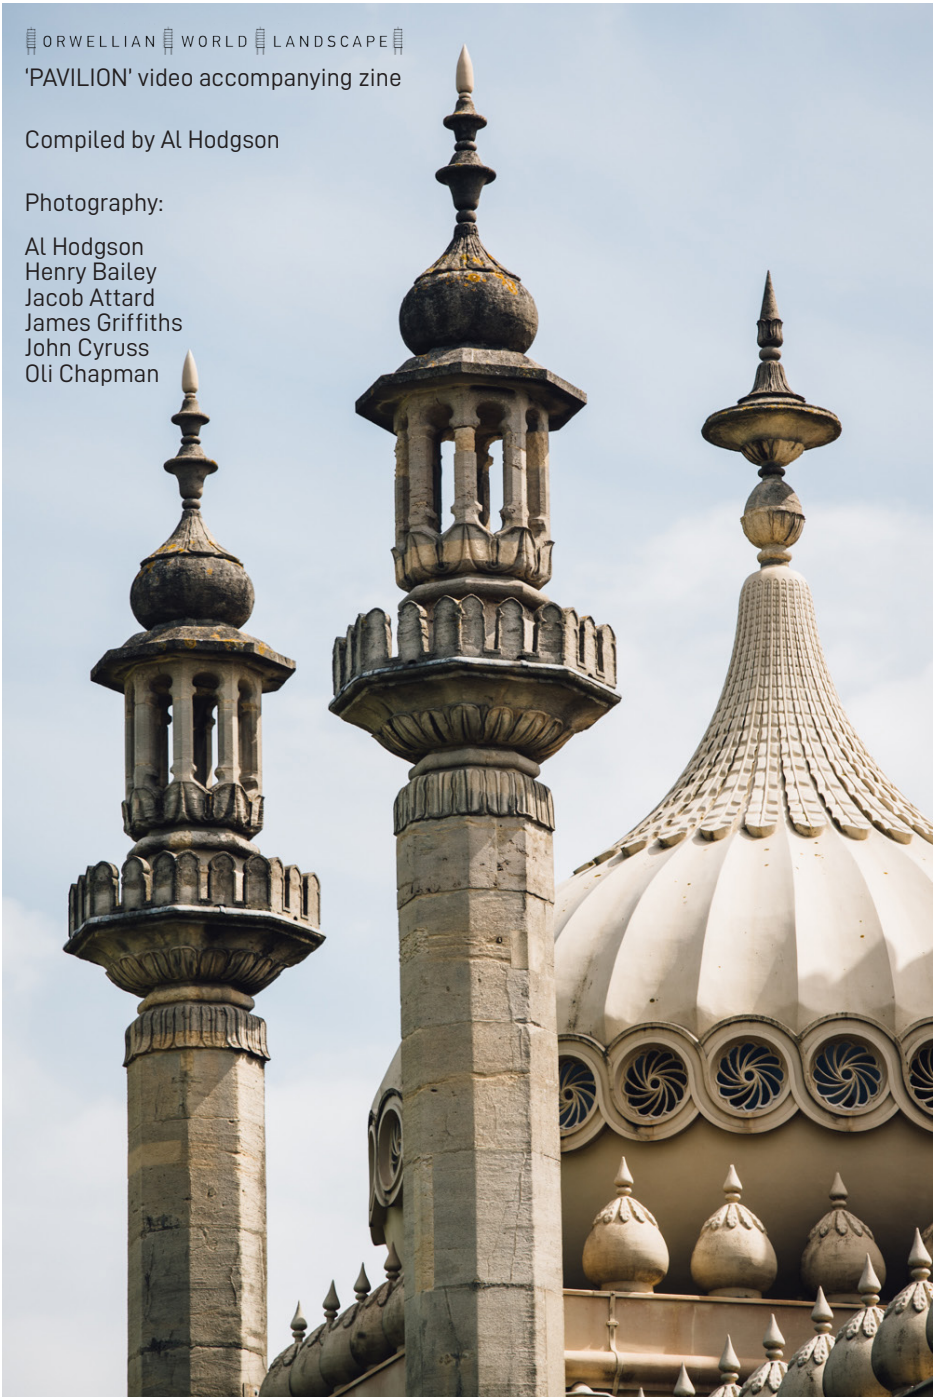 ORWELLIAN WORLD LANDSCAPE
'PAVILION' video accompanying zine
Compiled by Al Hodgson
Photography:
Al Hodgson
Henry Bailey
Jacob Attard
James Griffiths
John Cyruss
Oli Chapman